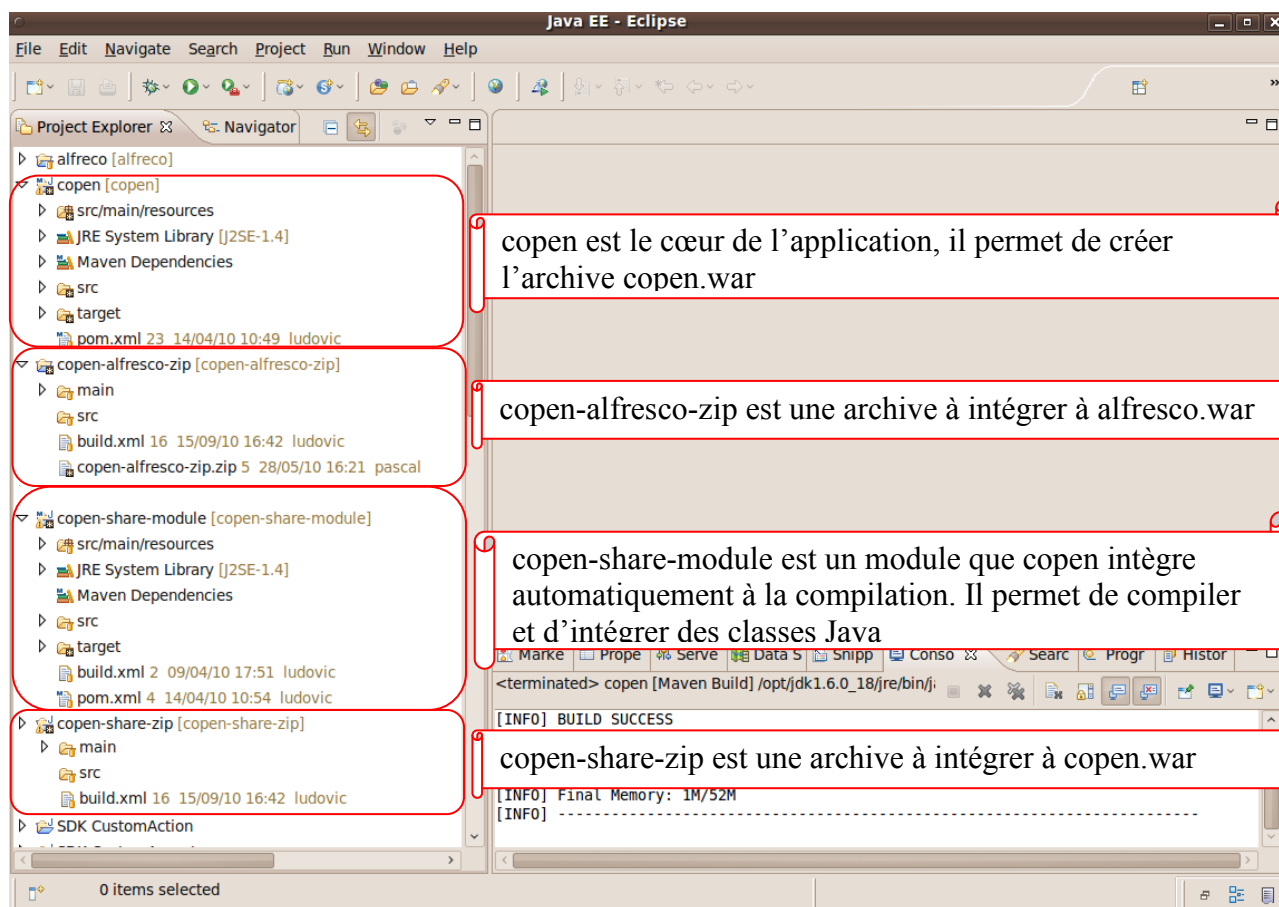 Java EE - Eclipse
File Edit Navigate Search Project Run Window Help
Project Explorer Navigator
alfreco [alfreco]
copen [copen]
src/main/resources
JRE System Library [J2SE-1.4]
Maven Dependencies
src
target
pom.xml 23 14/04/10 10:49 ludovic
copen-alfresco-zip [copen-alfresco-zip]
main
src
build.xml 16 15/09/10 16:42 ludovic
copen-alfresco-zip.zip 5 28/05/10 16:21 pascal
copen-share-module [copen-share-module]
src/main/resources
JRE System Library [J2SE-1.4]
Maven Dependencies
src
target
build.xml 2 09/04/10 17:51 ludovic
pom.xml 4 14/04/10 10:54 ludovic
copen-share-zip [copen-share-zip]
main
src
build.xml 16 15/09/10 16:42 ludovic
SDK CustomAction
copen est le cœur de l’application, il permet de créer
l’archive copen.war
copen-alfresco-zip est une archive à intégrer à alfresco.war
copen-share-module est un module que copen intègre
automatiquement à la compilation. Il permet de compiler
et d’intégrer des classes Java
Marke Prope Serve Data S Snipp Conso Searc Progr Histor
<terminated> copen [Maven Build] /opt/jdk1.6.0_18/jre/bin/j
[INFO] BUILD SUCCESS
copen-share-zip est une archive à intégrer à copen.war
[INFO] Final Memory: 1M/52M
[INFO] ------------------------------------------------------------------------
0 items selected